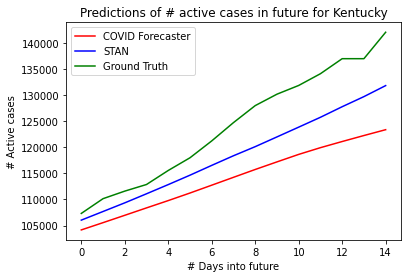 Predictions of # active cases in future for Kentucky
COVID Forecaster
STAN
Ground Truth
140000
135000
130000
125000
120000
115000
110000
105000
# Active cases
0 2 4 6 8 10 12 14
# Days into future